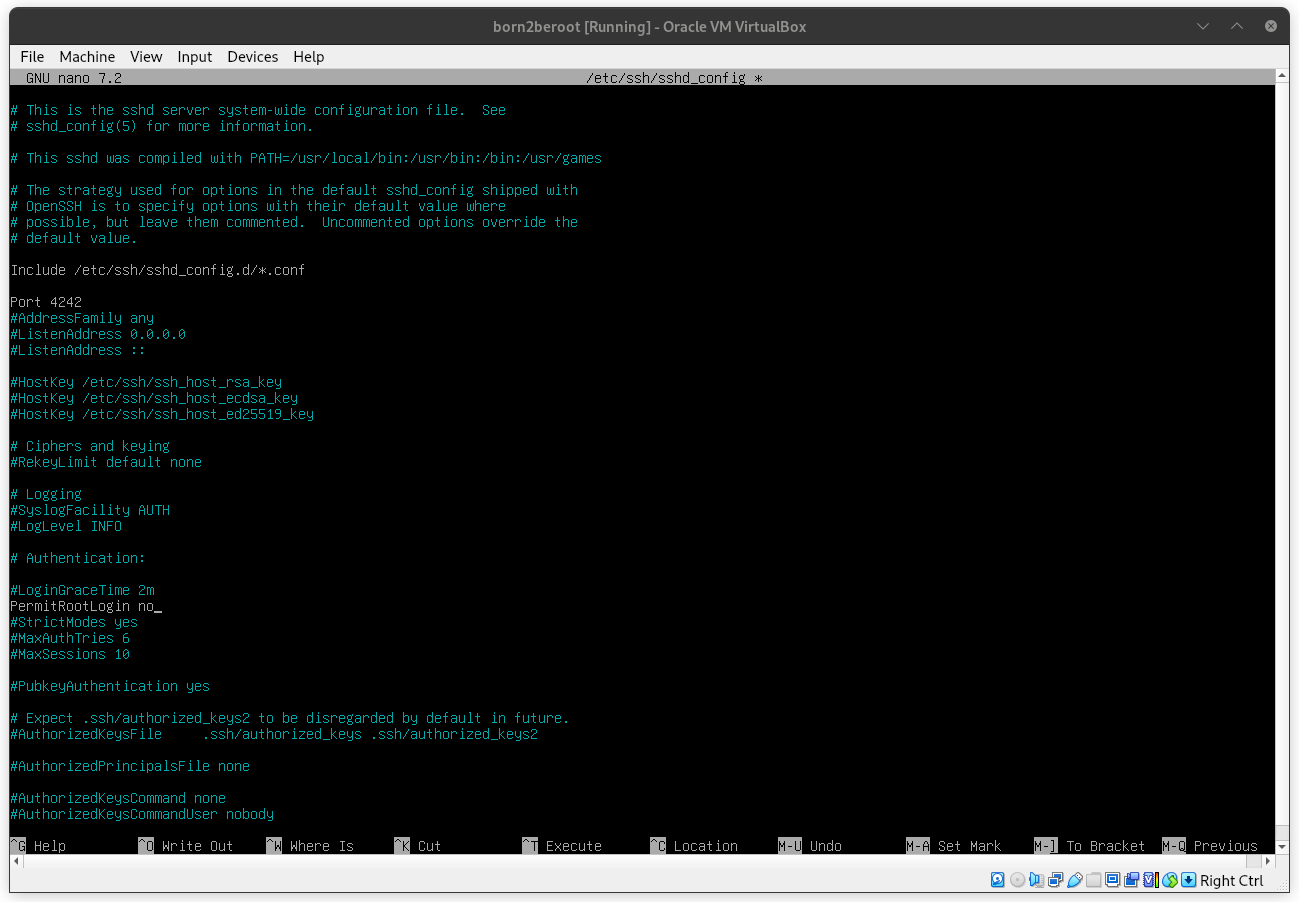 born2beroot [Running] - Oracle VM VirtualBox
File Machine View Input Devices Help
GNU nano 7.2 /etc/ssh/sshd_config *
# This is the sshd server system-wide configuration file.  See
# sshd_config(5) for more information.
# This sshd was compiled with PATH=/usr/local/bin:/usr/bin:/bin:/usr/games
# The strategy used for options in the default sshd_config shipped with
# OpenSSH is to specify options with their default value where
# possible, but leave them commented.  Uncommented options override the
# default value.
Include /etc/ssh/sshd_config.d/*.conf
Port 4242
#AddressFamily any
#ListenAddress 0.0.0.0
#ListenAddress ::
#HostKey /etc/ssh/ssh_host_rsa_key
#HostKey /etc/ssh/ssh_host_ecdsa_key
#HostKey /etc/ssh/ssh_host_ed25519_key
# Ciphers and keying
#RekeyLimit default none
# Logging
#SyslogFacility AUTH
#LogLevel INFO
# Authentication:
#LoginGraceTime 2m
PermitRootLogin no_
#StrictModes yes
#MaxAuthTries 6
#MaxSessions 10
#PubkeyAuthentication yes
# Expect .ssh/authorized_keys2 to be disregarded by default in future.
#AuthorizedKeysFile     .ssh/authorized_keys .ssh/authorized_keys2
#AuthorizedPrincipalsFile none
#AuthorizedKeysCommand none
#AuthorizedKeysCommandUser nobody
^G Help ^O Write Out ^W Where Is ^K Cut ^T Execute ^C Location M-U Undo M-A Set Mark M-] To Bracket M-Q Previous
Right Ctrl